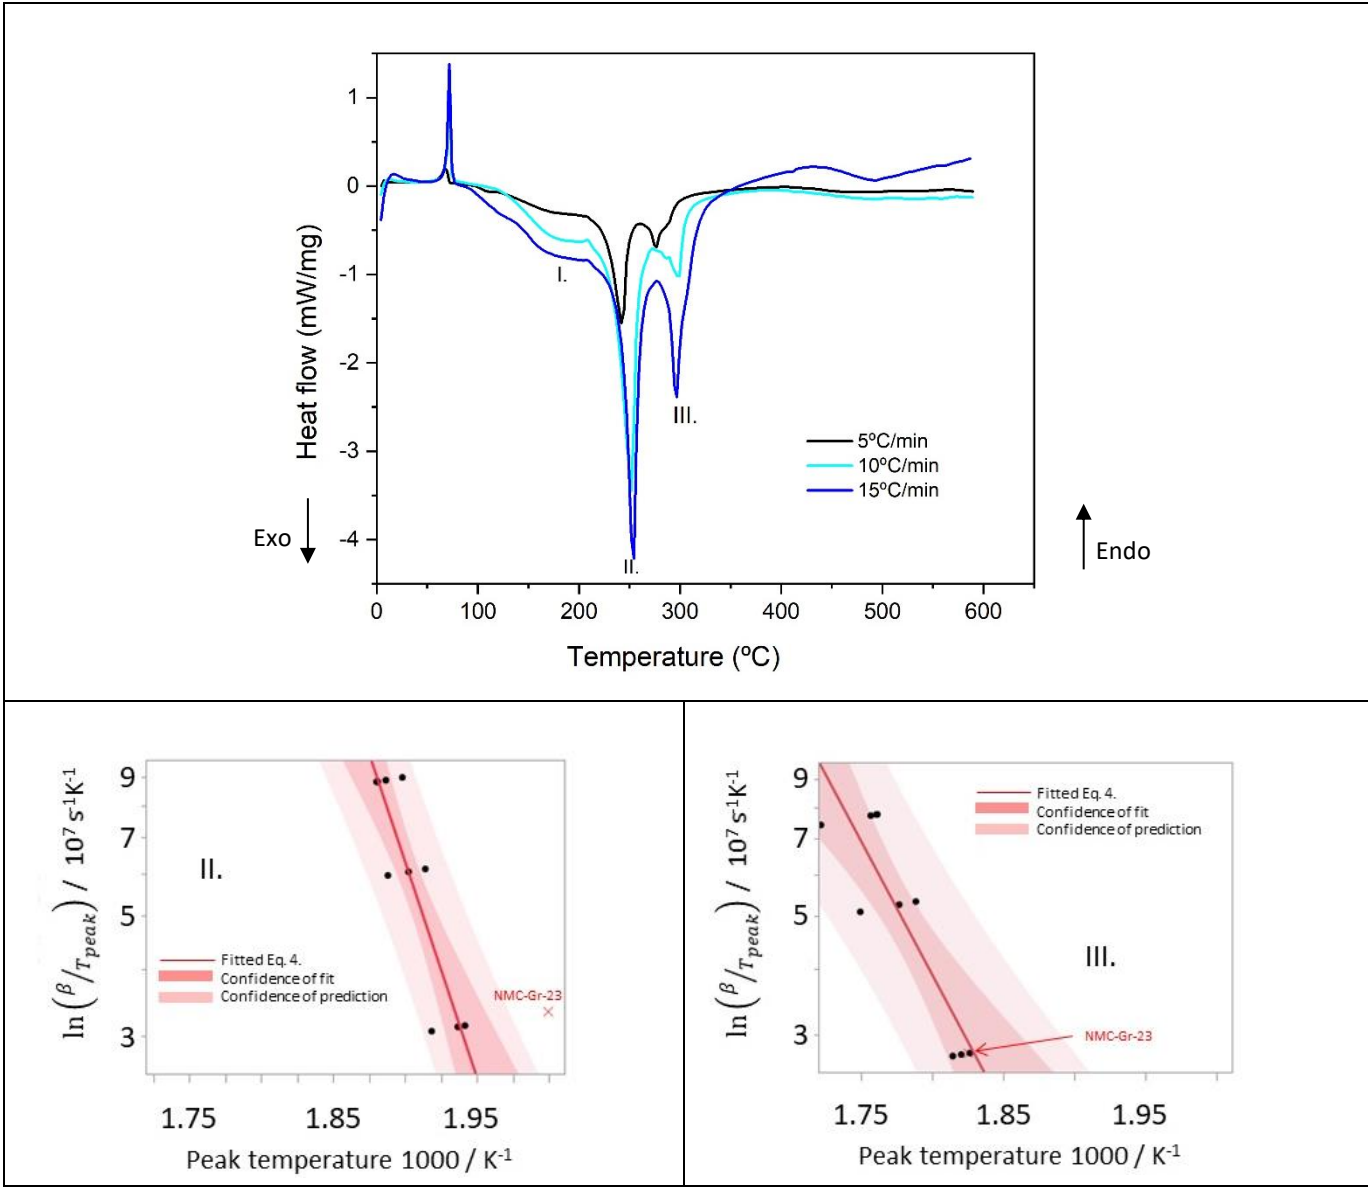 1
0
-1
-2
-3
-4
Heat flow (mW/mg)
I.
II.
III.
5ºC/min
10ºC/min
15ºC/min
Exo
Endo
0 100 200 300 400 500 600
Temperature (ºC)
9
7
5
3
ln(β/T_peak) / 10⁷ s⁻¹K⁻¹
II.
Fitted Eq. 4.
Confidence of fit
Confidence of prediction
NMC-Gr-23
1.75 1.85 1.95
Peak temperature 1000 / K⁻¹
9
7
5
3
ln(β/T_peak) / 10⁷ s⁻¹K⁻¹
Fitted Eq. 4.
Confidence of fit
Confidence of prediction
III.
NMC-Gr-23
1.75 1.85 1.95
Peak temperature 1000 / K⁻¹